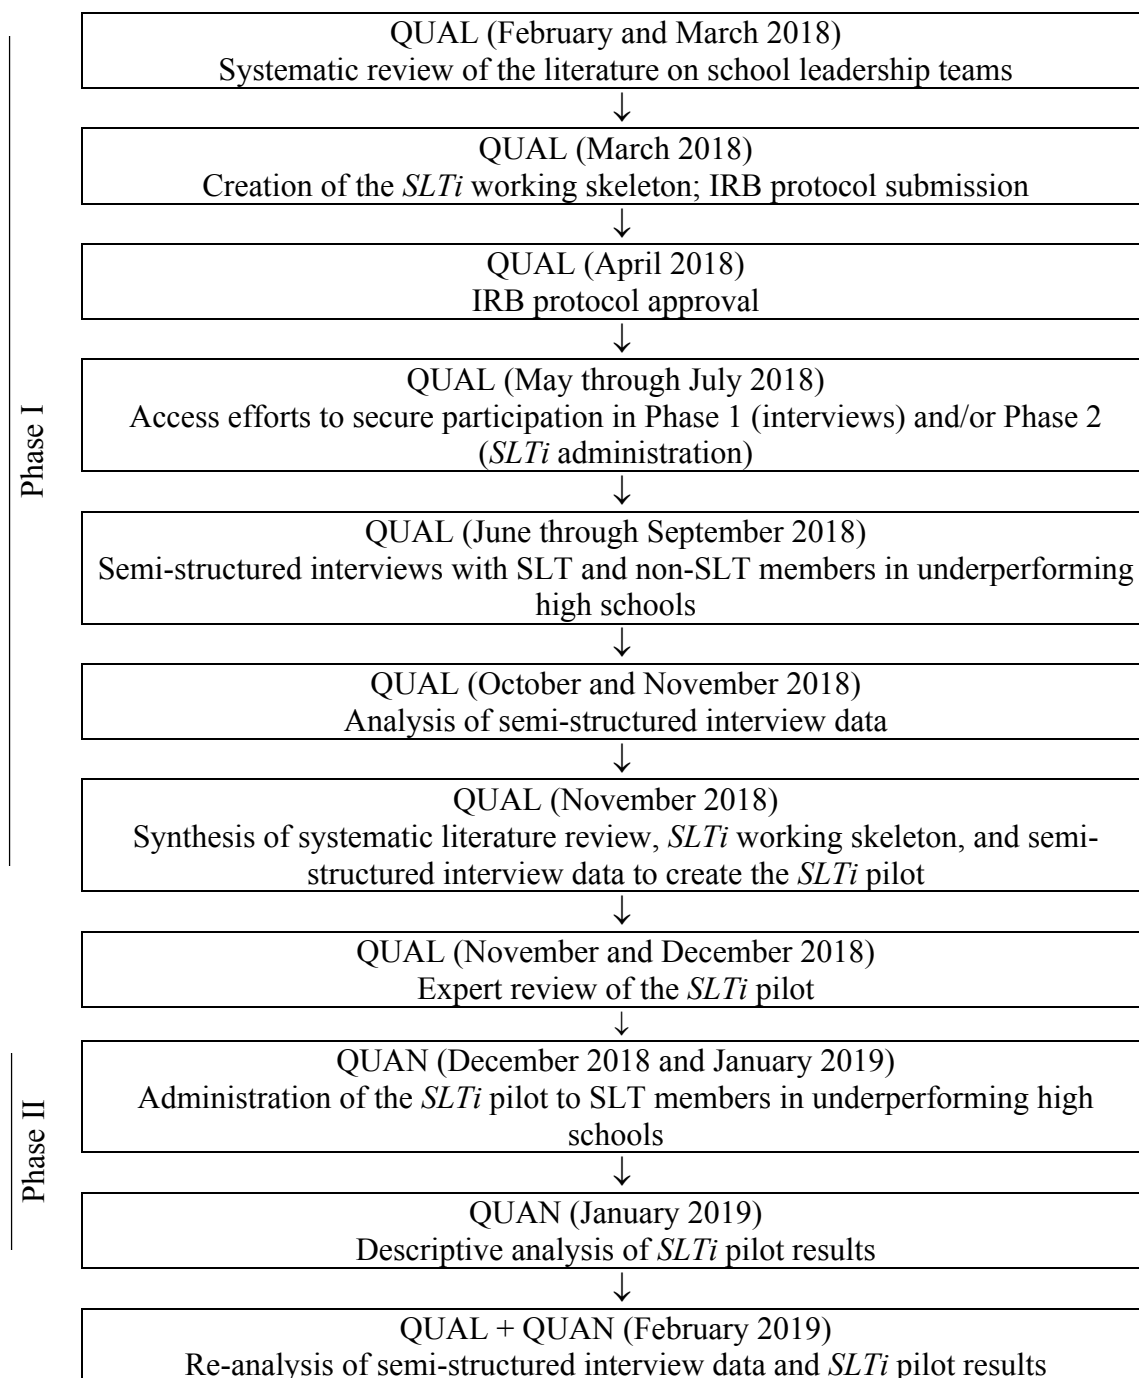 QUAL (February and March 2018)
Systematic review of the literature on school leadership teams
↓
QUAL (March 2018)
Creation of the SLTi working skeleton; IRB protocol submission
↓
QUAL (April 2018)
IRB protocol approval
↓
QUAL (May through July 2018)
Access efforts to secure participation in Phase 1 (interviews) and/or Phase 2
(SLTi administration)
↓
Phase I
QUAL (June through September 2018)
Semi-structured interviews with SLT and non-SLT members in underperforming
high schools
↓
QUAL (October and November 2018)
Analysis of semi-structured interview data
↓
QUAL (November 2018)
Synthesis of systematic literature review, SLTi working skeleton, and semi-
structured interview data to create the SLTi pilot
↓
QUAL (November and December 2018)
Expert review of the SLTi pilot
↓
QUAN (December 2018 and January 2019)
Administration of the SLTi pilot to SLT members in underperforming high
schools
↓
Phase II
QUAN (January 2019)
Descriptive analysis of SLTi pilot results
↓
QUAL + QUAN (February 2019)
Re-analysis of semi-structured interview data and SLTi pilot results